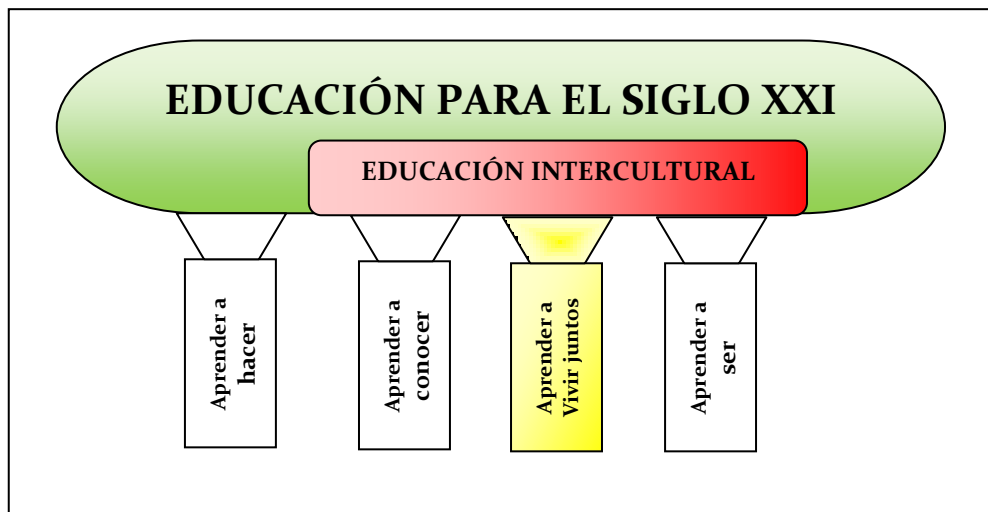 EDUCACIÓN PARA EL SIGLO XXI
EDUCACIÓN INTERCULTURAL
Aprender a
hacer
Aprender a
conocer
Aprender a
Vivir juntos
Aprender a
ser